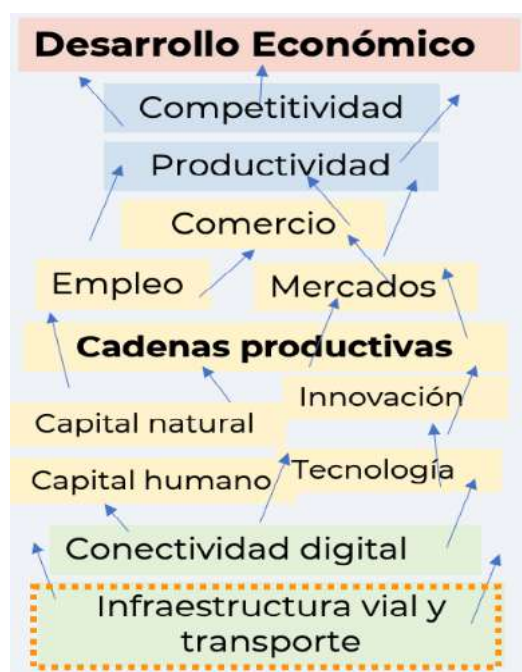 Desarrollo Económico
Competitividad
Productividad
Comercio
Empleo
Mercados
Cadenas productivas
Innovación
Capital natural
Tecnología
Capital humano
Conectividad digital
Infraestructura vial y
transporte